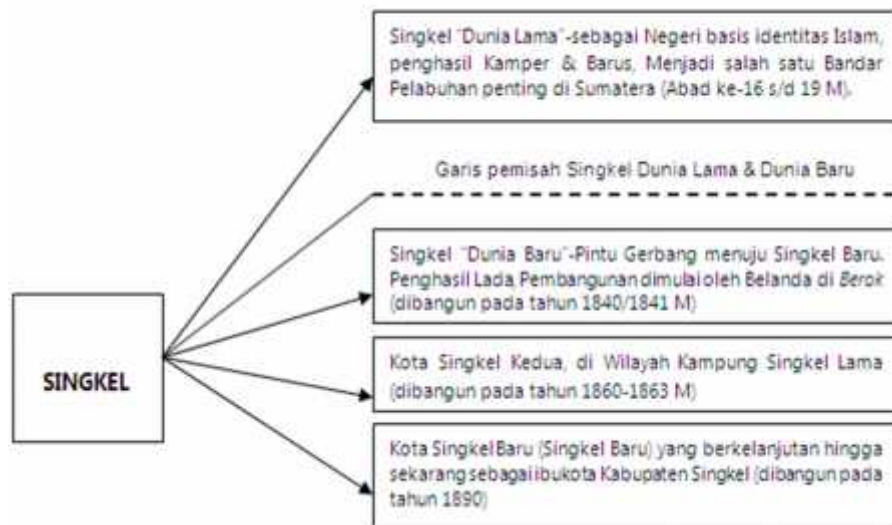 Singkel "Dunia Lama"-sebagai Negeri basis identitas Islam,
penghasil Kamper & Barus, Menjadi salah satu Bandar
Pelabuhan penting di Sumatera (Abad ke-16 s/d 19 M).
Garis pemisah Singkel Dunia Lama & Dunia Baru
Singkel "Dunia Baru"-Pintu Gerbang menuju Singkel Baru.
Penghasil Lada, Pembangunan dimulai oleh Belanda di Berok
(dibangun pada tahun 1840/1841 M)
SINGKEL
Kota Singkel Kedua, di Wilayah Kampung Singkel Lama
(dibangun pada tahun 1860-1863 M)
Kota Singkel Baru (Singkel Baru) yang berkelanjutan hingga
sekarang sebagai ibukota Kabupaten Singkel (dibangun pada
tahun 1890)